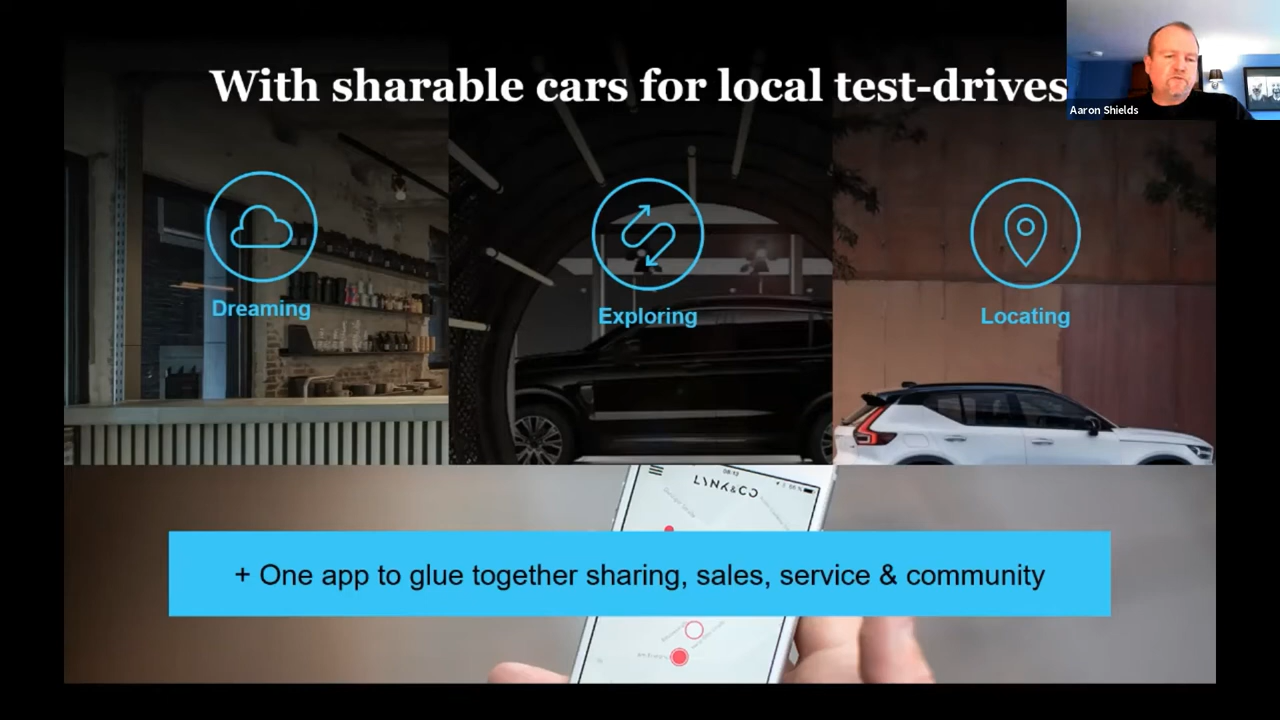 With sharable cars for local test-drives
Aaron Shields
Dreaming
Exploring
Locating
LYNK&CO
+ One app to glue together sharing, sales, service & community